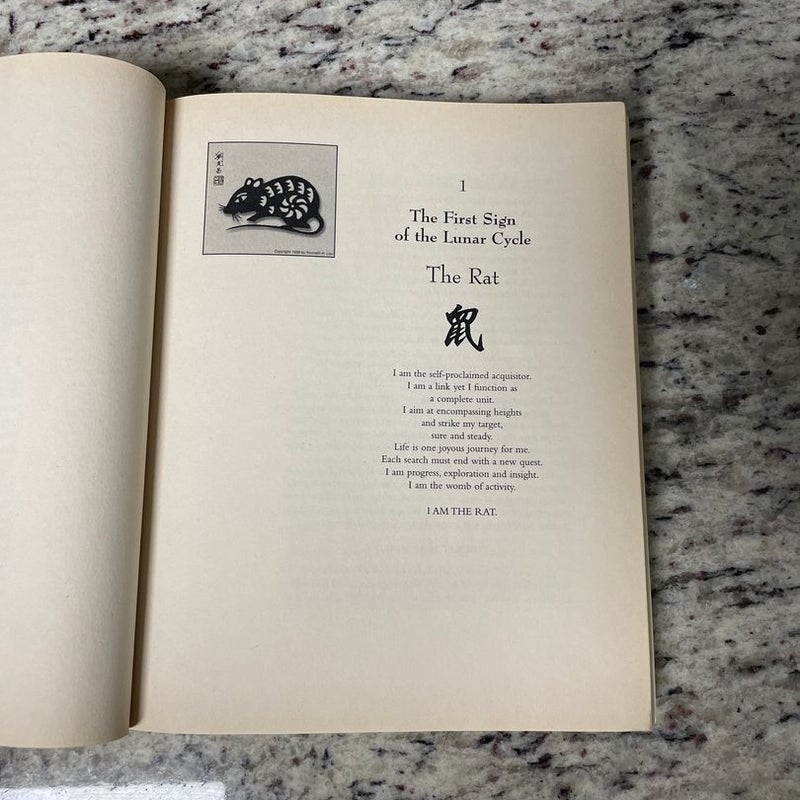 1
The First Sign
of the Lunar Cycle
The Rat
鼠
I am the self-proclaimed acquisitor.
I am a link yet I function as
a complete unit.
I aim at encompassing heights
and strike my target,
sure and steady.
Life is one joyous journey for me.
Each search must end with a new quest.
I am progress, exploration and insight.
I am the womb of activity.
I AM THE RAT.